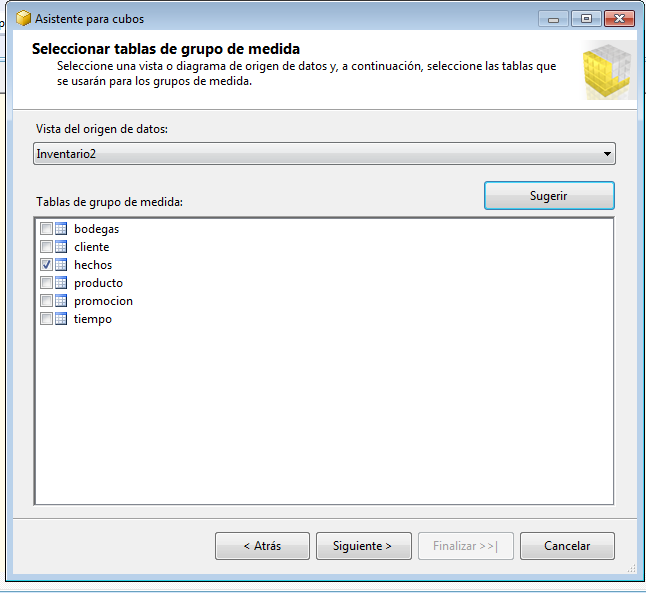 Asistente para cubos
Seleccionar tablas de grupo de medida
Seleccione una vista o diagrama de origen de datos y, a continuación, seleccione las tablas que
se usarán para los grupos de medida.
Vista del origen de datos:
Inventario2
Tablas de grupo de medida:
Sugerir
bodegas
cliente
hechos
producto
promocion
tiempo
< Atrás
Siguiente >
Finalizar >>|
Cancelar